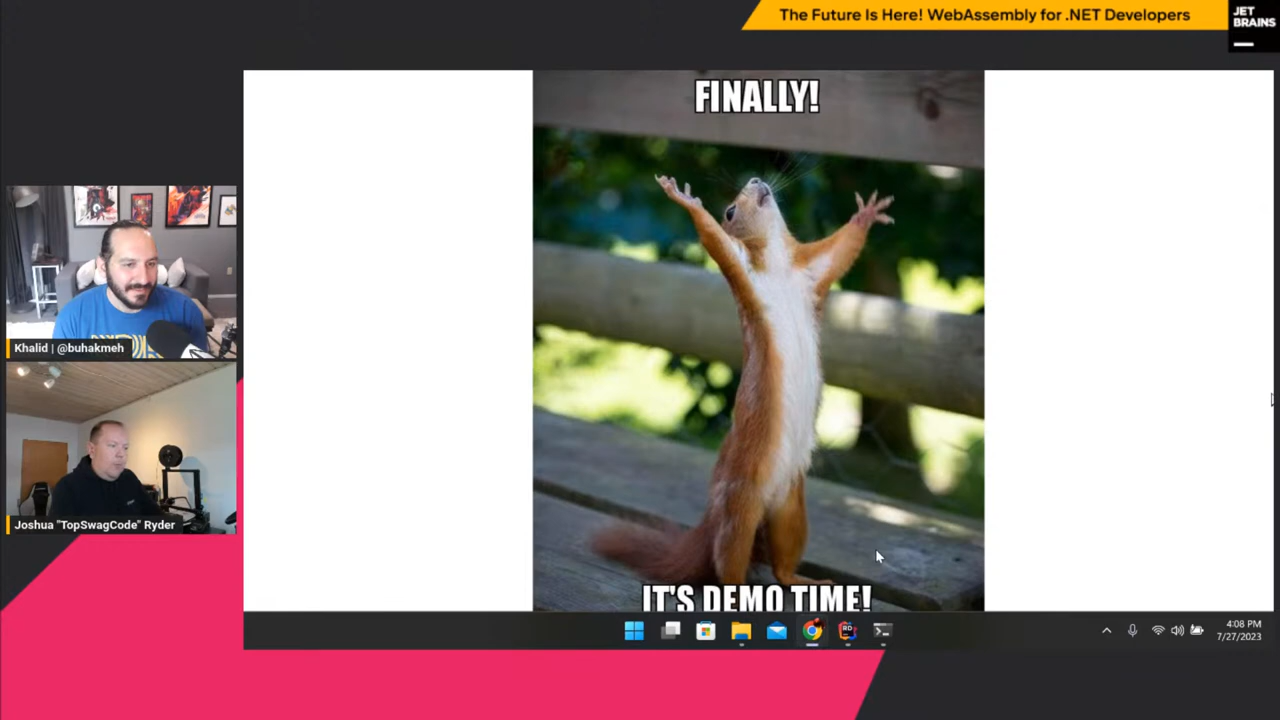 The Future Is Here! WebAssembly for .NET Developers
JET
BRAINS
FINALLY!
Khalid | @buhakmeh
Joshua "TopSwagCode" Ryder
IT'S DEMO TIME!
RD
4:08 PM
7/27/2023